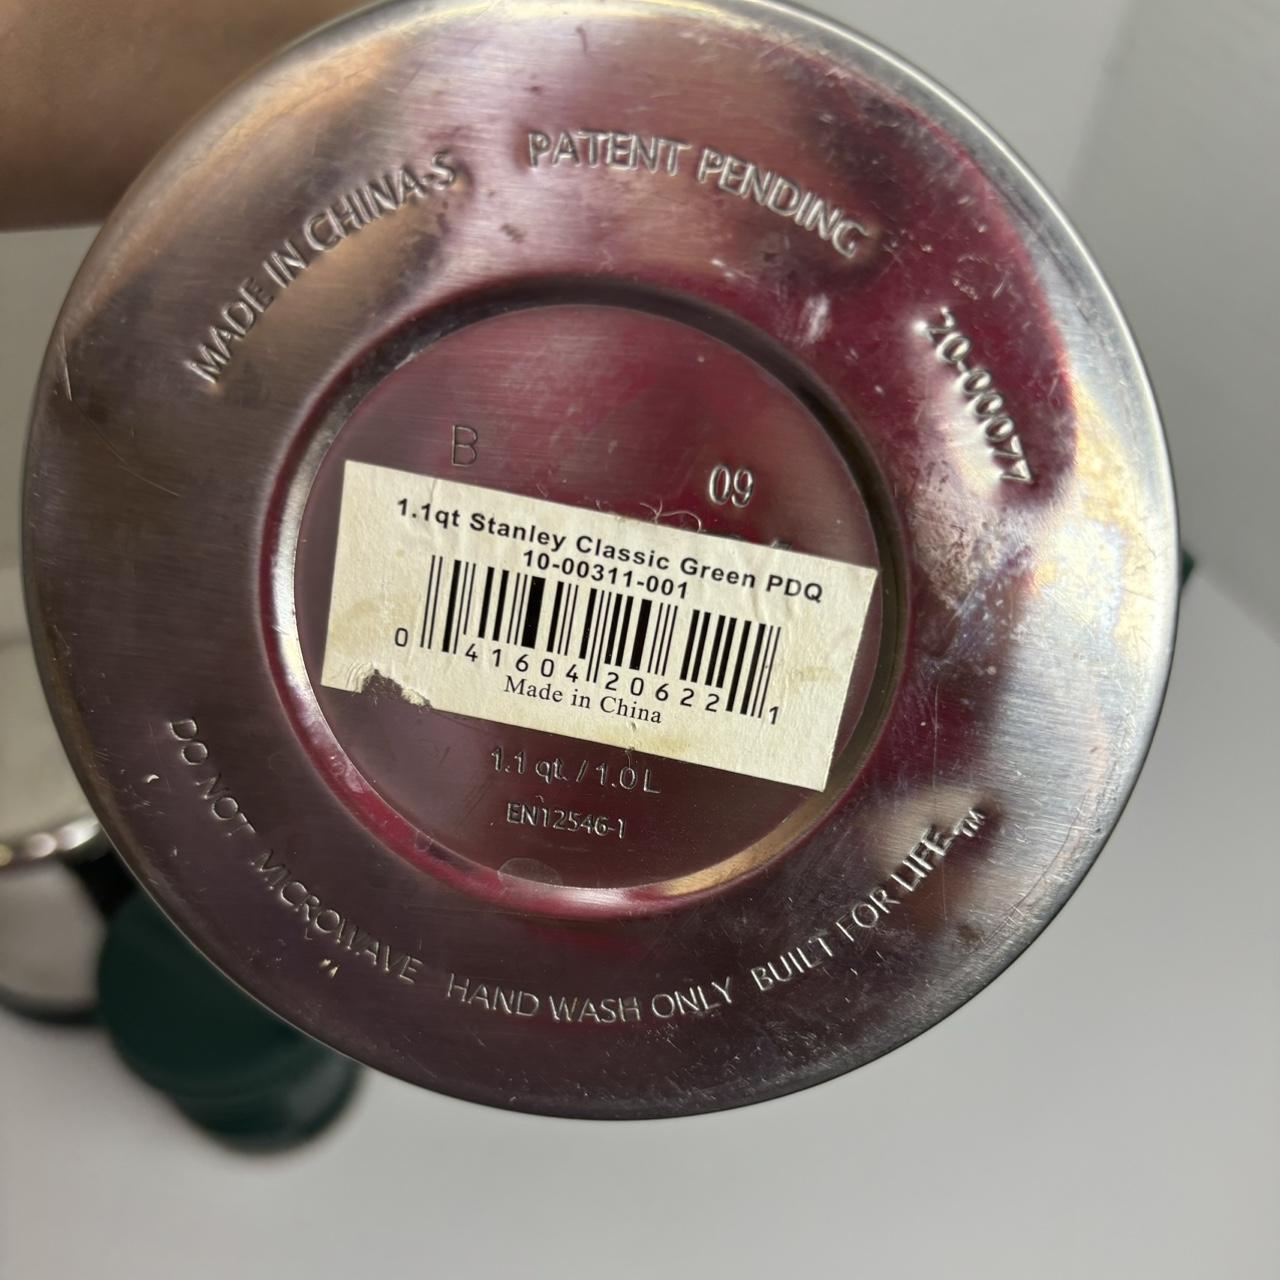 MADE IN CHINA-S
PATENT PENDING
20-00077
B
09
1.1qt Stanley Classic Green PDQ
10-00311-001
0 41604 20622 1
Made in China
1.1 qt. / 1.0 L
EN12546-1
DO NOT MICROWAVE
HAND WASH ONLY
BUILT FOR LIFE™